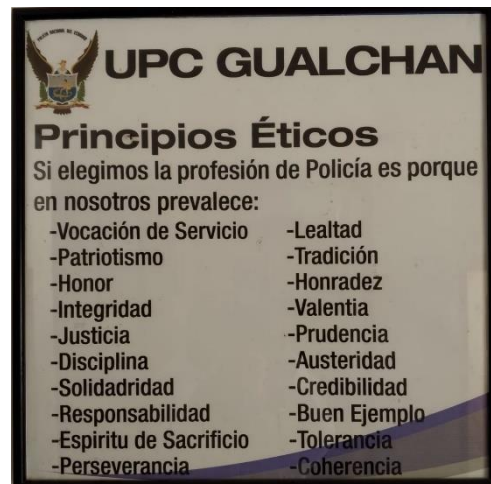 UPC GUALCHAN
Principios Éticos
Si elegimos la profesión de Policía es porque
en nosotros prevalece:
-Vocación de Servicio
-Patriotismo
-Honor
-Integridad
-Justicia
-Disciplina
-Solidadridad
-Responsabilidad
-Espiritu de Sacrificio
-Perseverancia
-Lealtad
-Tradición
-Honradez
-Valentia
-Prudencia
-Austeridad
-Credibilidad
-Buen Ejemplo
-Tolerancia
-Coherencia